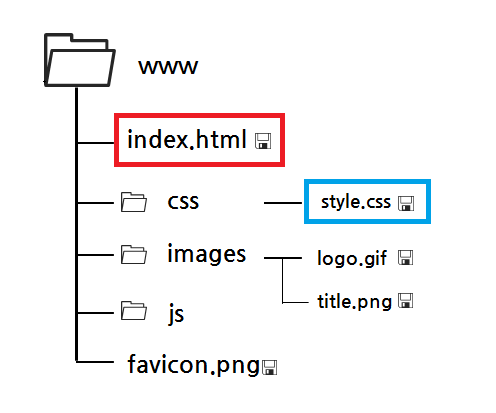 www
index.html
css
style.css
images
logo.gif
title.png
js
favicon.png